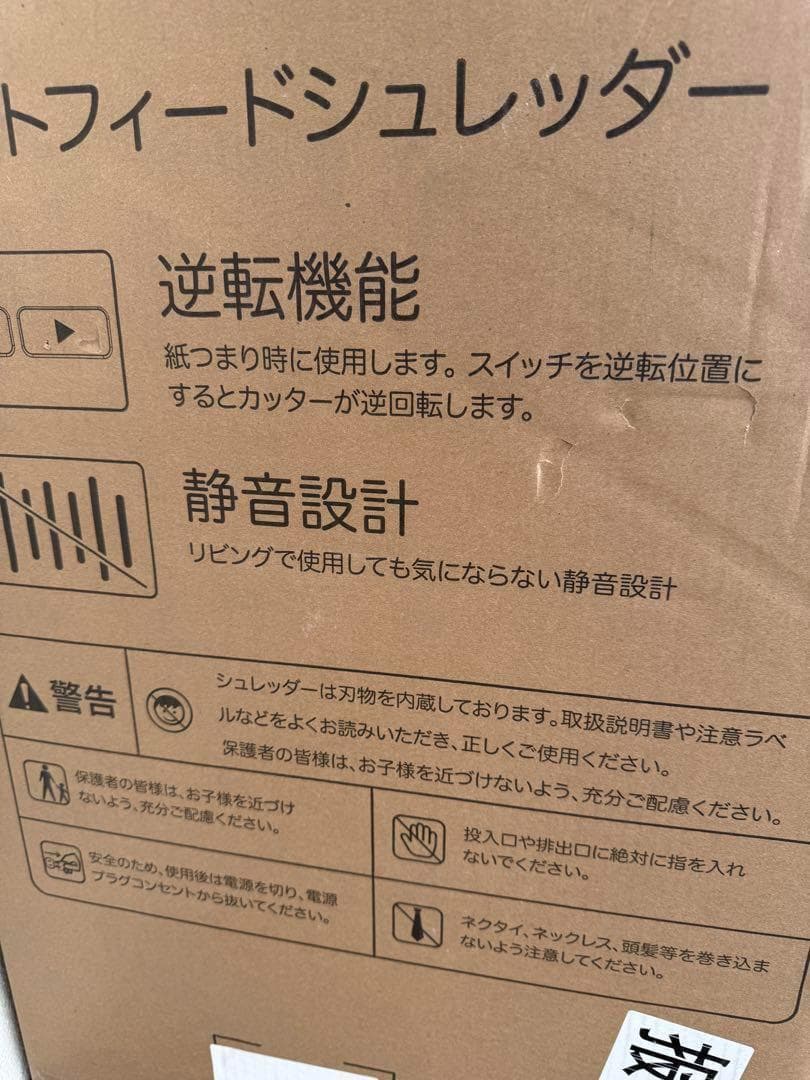 トフィードシュレッダー
逆転機能
紙つまり時に使用します。スイッチを逆転位置に
するとカッターが逆回転します。
静音設計
リビングで使用しても気にならない静音設計
警告
シュレッダーは刃物を内蔵しております。取扱説明書や注意ラベ
ルなどをよくお読みいただき、正しくご使用ください。
保護者の皆様は、お子様を近づけないよう、充分ご配慮ください。
保護者の皆様は、お子様を近づけ
ないよう、充分ご配慮ください。
投入口や排出口に絶対に指を入れ
ないでください。
安全のため、使用後は電源を切り、電源
プラグコンセントから抜いてください。
ネクタイ、ネックレス、頭髪等を巻き込ま
ないよう注意してください。